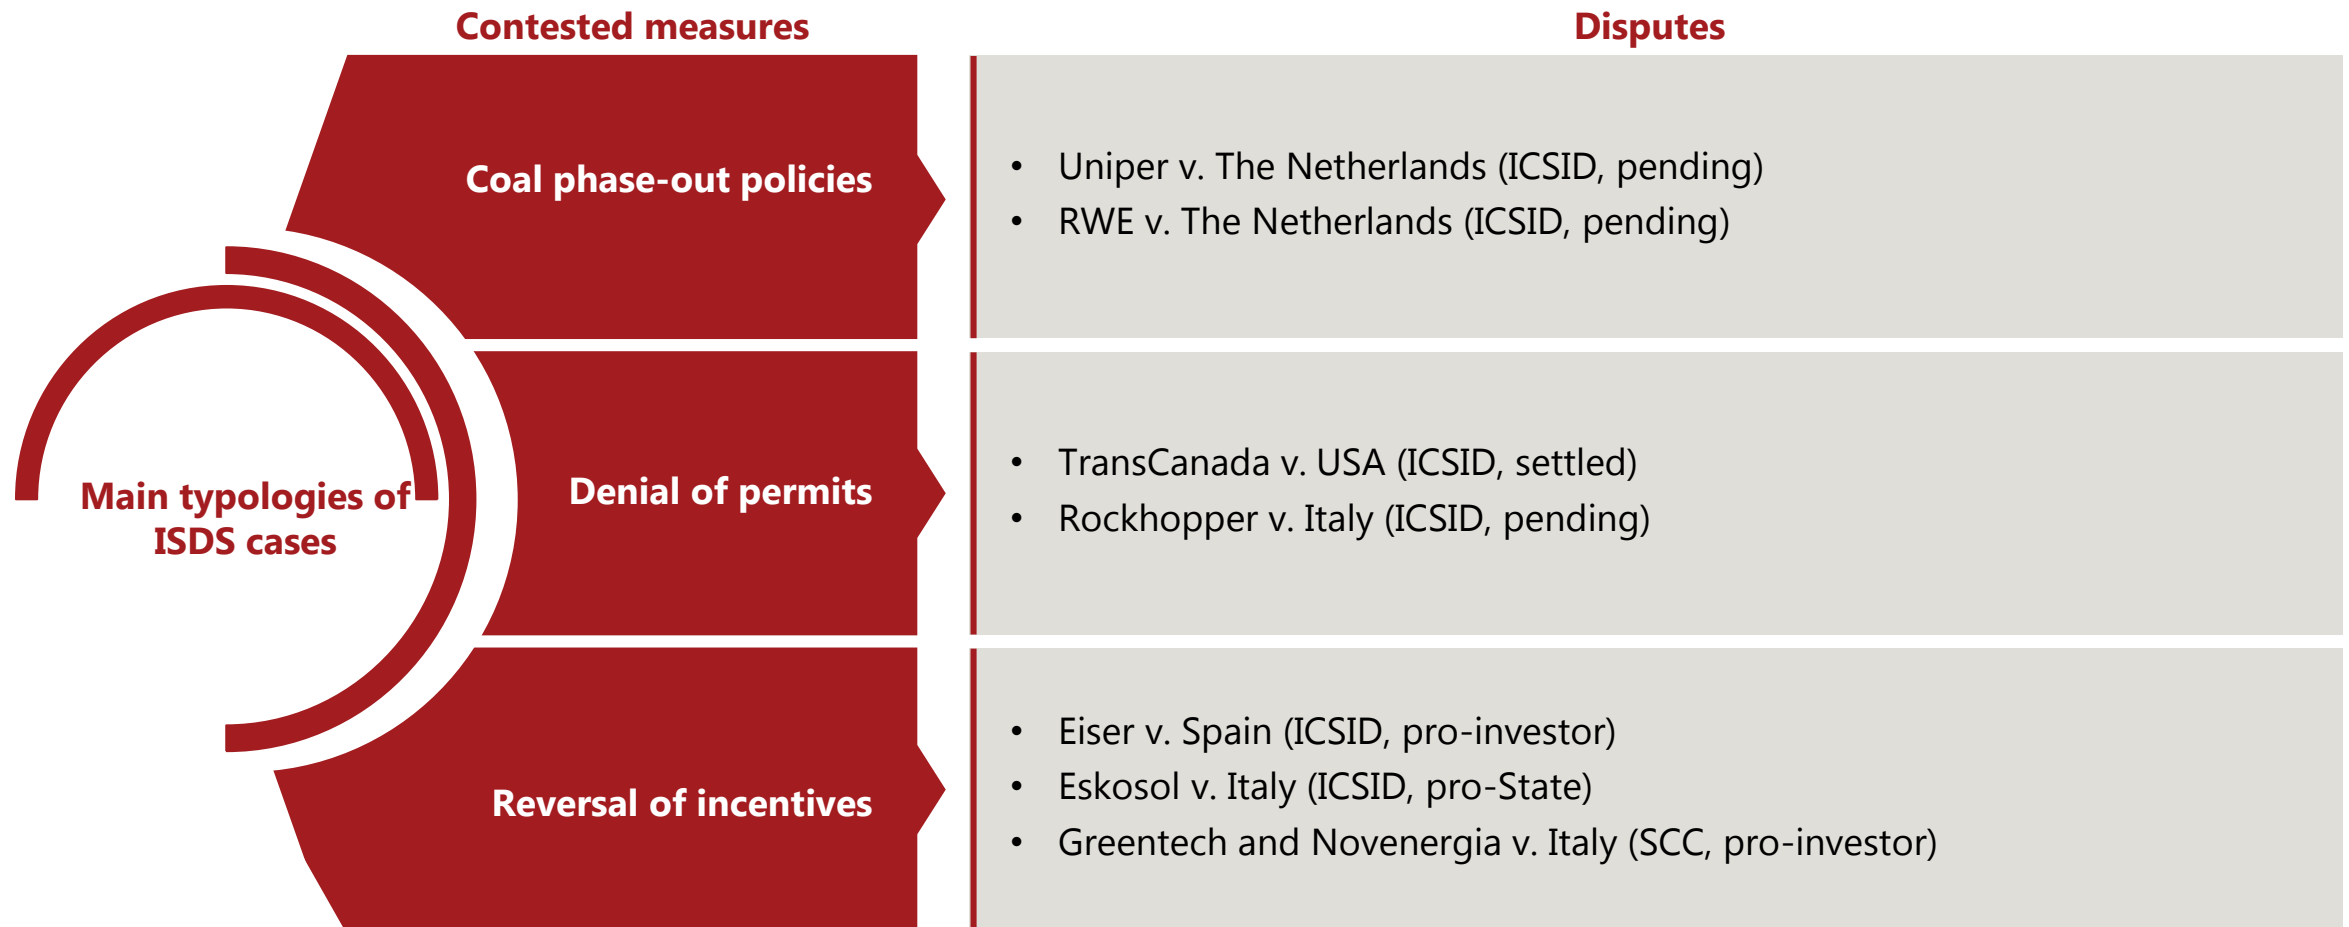 Contested measures
Disputes
Main typologies of
ISDS cases
Coal phase-out policies
• Uniper v. The Netherlands (ICSID, pending)
• RWE v. The Netherlands (ICSID, pending)
Denial of permits
• TransCanada v. USA (ICSID, settled)
• Rockhopper v. Italy (ICSID, pending)
Reversal of incentives
• Eiser v. Spain (ICSID, pro-investor)
• Eskosol v. Italy (ICSID, pro-State)
• Greentech and Novenergia v. Italy (SCC, pro-investor)